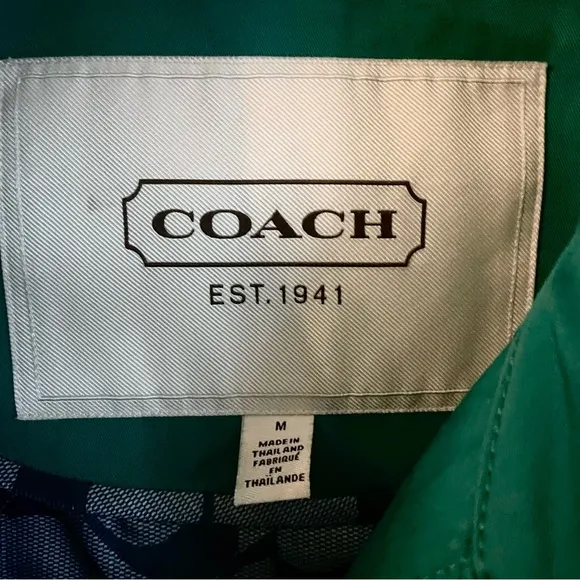 COACH
EST. 1941
M
MADE IN
THAILAND
FABRIQUÉ
EN
THAÏLANDE